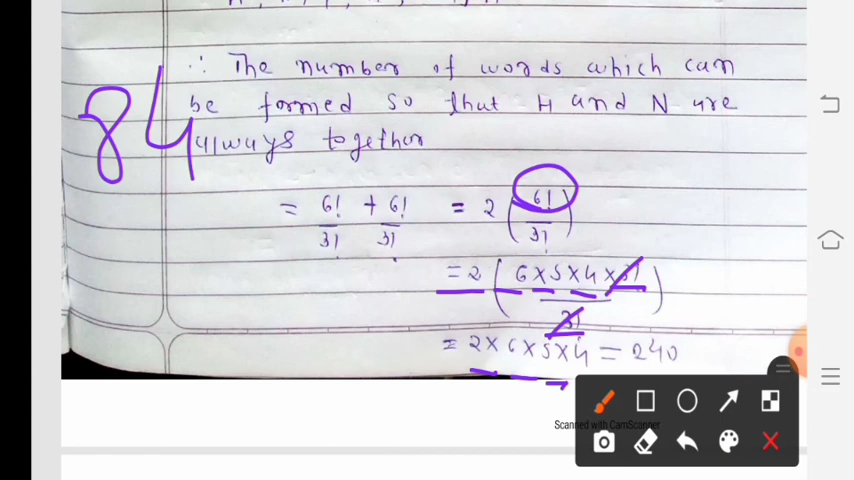 ∴ The number of words which can
be formed so that H and N are
84
always together
= 6!/3! + 6!/3! = 2 (6!/3!)
= 2 (6×5×4×3!/3!)
= 2×6×5×4 = 240
Scanned with CamScanner